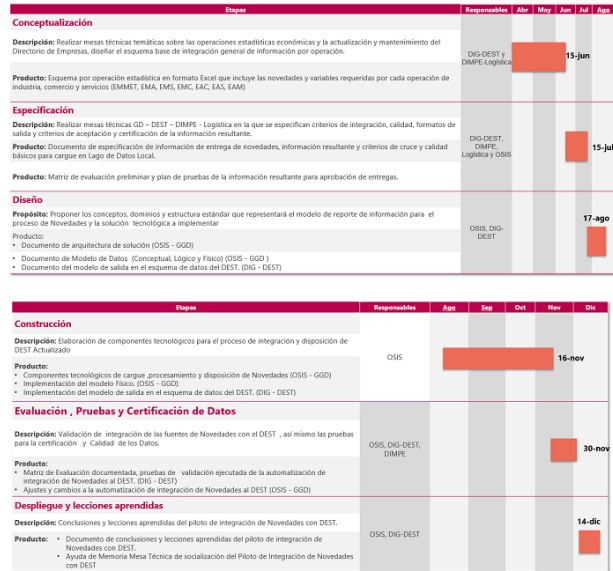 Etapas Responsables Abr May Jun Jul Ago
Conceptualización
Descripción: Realizar mesas técnicas temáticas sobre las operaciones estadísticas económicas y la actualización y mantenimiento del
Directorio de Empresas, diseñar el esquema base de integración general de información por operación.
DIG-DEST y
DIMPE-Logística
15-jun
Producto: Esquema por operación estadística en formato Excel que incluye las novedades y variables requeridas por cada operación de
industria, comercio y servicios (EMMET, EMA, EMS, EMC, EAC, EAS, EAM)
Especificación
Descripción: Realizar mesas técnicas GD – DEST – DIMPE - Logística en la que se especifican criterios de integración, calidad, formatos de
salida y criterios de aceptación y certificación de la información resultante.
Producto: Documento de especificación de información de entrega de novedades, información resultante y criterios de cruce y calidad
básicos para cargue en Lago de Datos Local.
DIG-DEST,
DIMPE,
Logística y OSIS
15-jul
Producto: Matriz de evaluación preliminar y plan de pruebas de la información resultante para aprobación de entregas.
Diseño
Propósito: Proponer los conceptos, dominios y estructura estándar que representará el modelo de reporte de información para el
proceso de Novedades y la solución tecnológica a implementar
17-ago
OSIS, DIG-
DEST
Producto:
• Documento de arquitectura de solución (OSIS - GGD)
• Documento de Modelo de Datos (Conceptual, Lógico y Físico) (OSIS - GGD )
• Documento del modelo de salida en el esquema de datos del DEST. (DIG - DEST)
Etapas Responsables Ago Sep Oct Nov Dic
Construcción
Descripción: Elaboración de componentes tecnológicos para el proceso de integración y disposición de
DEST Actualizado
OSIS
16-nov
Producto:
• Componentes tecnológicos de cargue ,procesamiento y disposición de Novedades (OSIS - GGD)
• Implementación del modelo Físico. (OSIS - GGD)
• Implementación del modelo de salida en el esquema de datos del DEST. (DIG - DEST)
Evaluación , Pruebas y Certificación de Datos
Descripción: Validación de integración de las fuentes de Novedades con el DEST , así mismo las pruebas
para la certificación y Calidad de los Datos.
OSIS, DIG-DEST,
DIMPE
30-nov
Producto:
• Matriz de Evaluación documentada, pruebas de validación ejecutada de la automatización de
integración de Novedades al DEST. (DIG - DEST)
• Ajustes y cambios a la automatización de integración de Novedades al DEST (OSIS - GGD)
Despliegue y lecciones aprendidas
Descripción: Conclusiones y lecciones aprendidas del piloto de integración de Novedades con DEST.
14-dic
OSIS, DIG-DEST
Producto: • Documento de conclusiones y lecciones aprendidas del piloto de integración de
Novedades con DEST.
• Ayuda de Memoria Mesa Técnica de socialización del Piloto de Integración de Novedades
con DEST